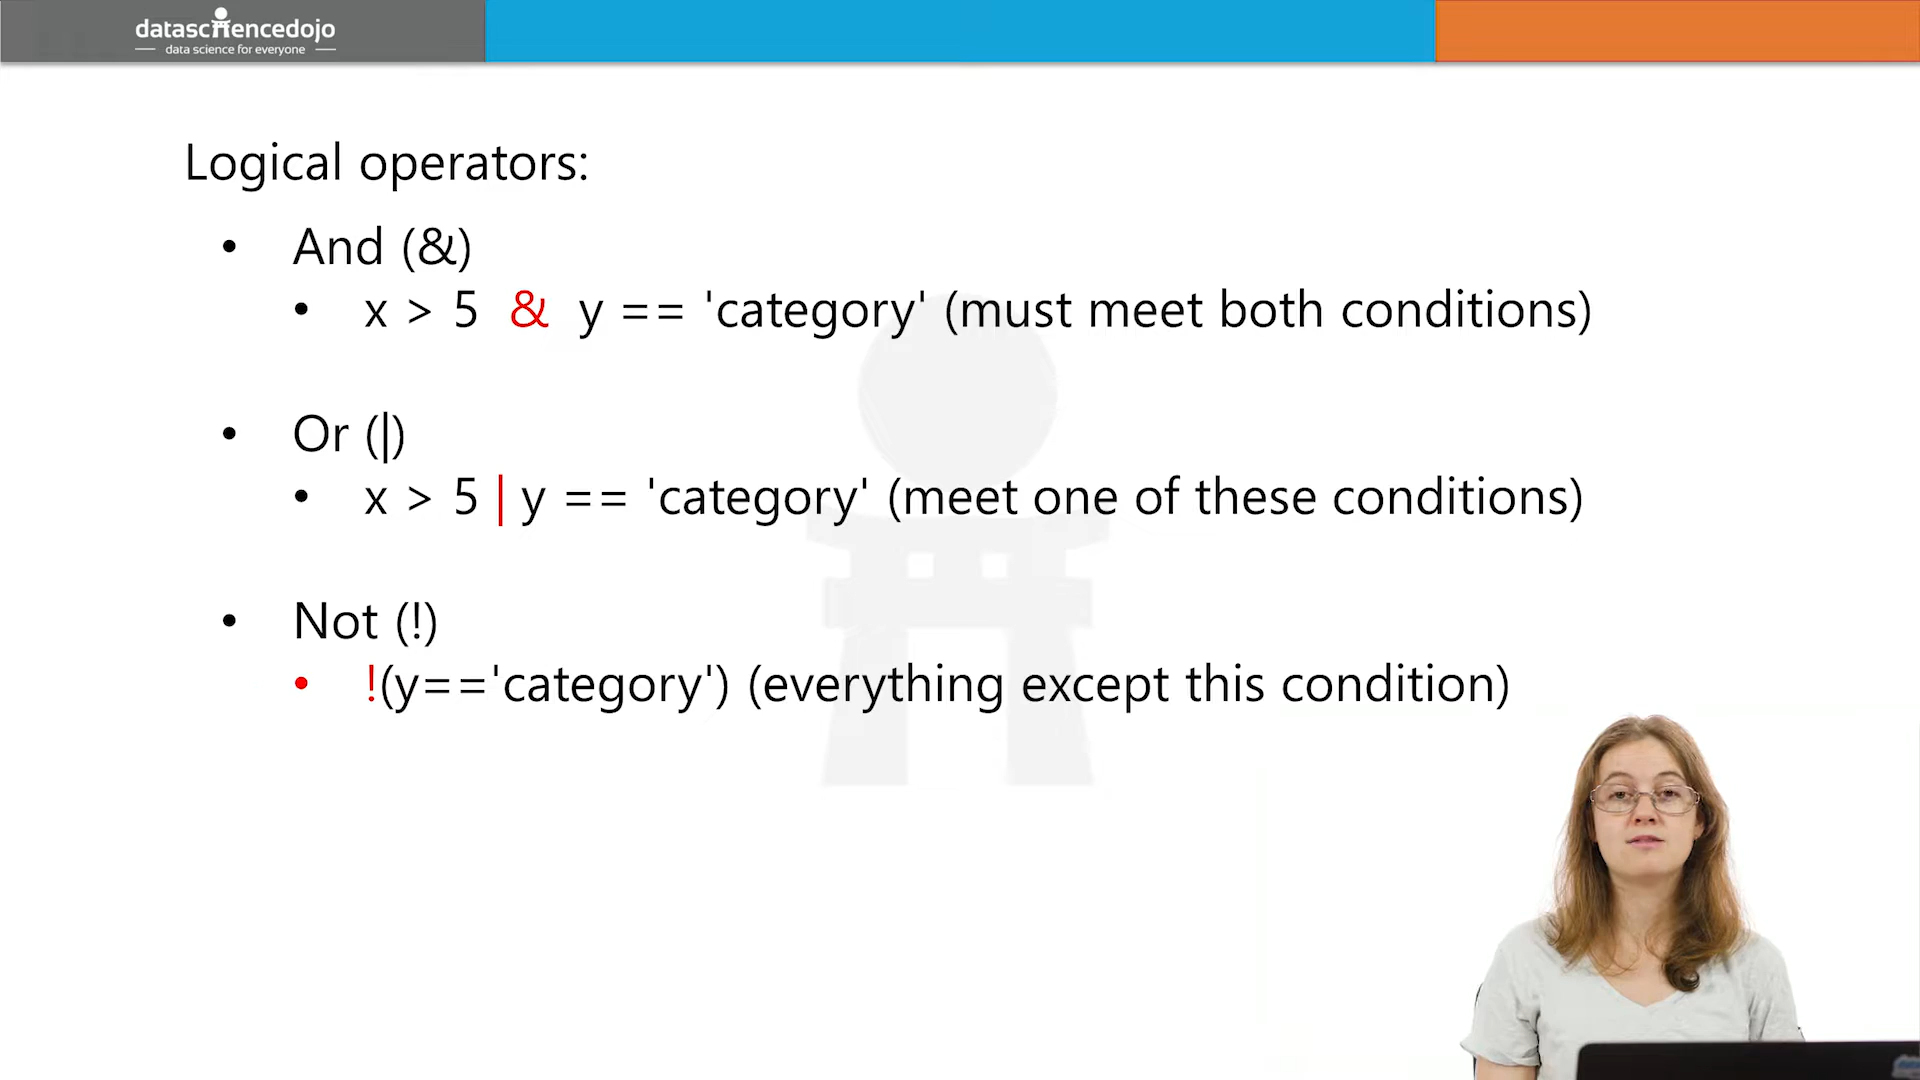 datasciencedojo
data science for everyone
Logical operators:
• And (&)
• x > 5 & y == 'category' (must meet both conditions)
• Or (|)
• x > 5 | y == 'category' (meet one of these conditions)
• Not (!)
• !(y=='category') (everything except this condition)